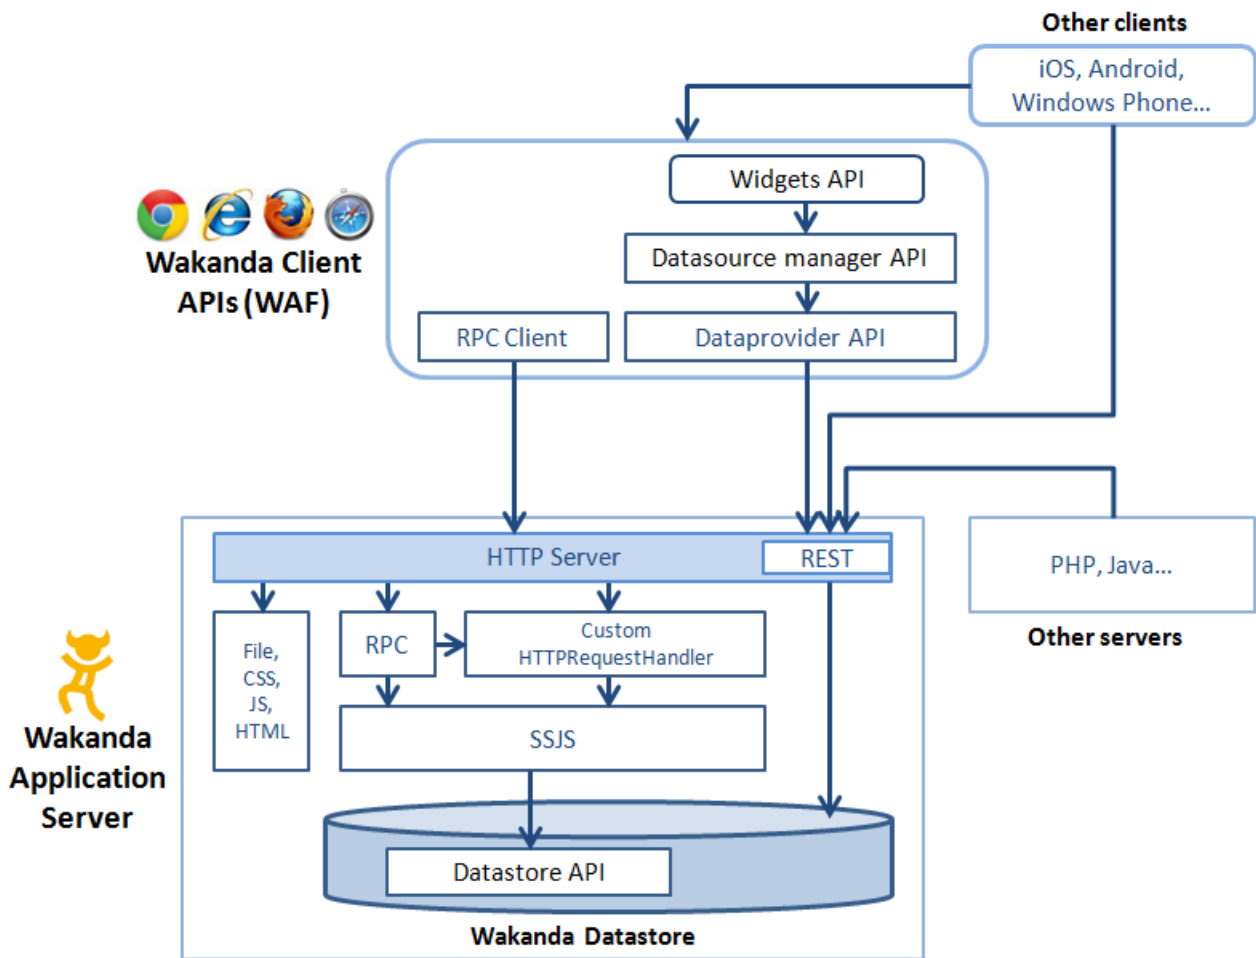 Other clients
iOS, Android,
Windows Phone...
Widgets API
Datasource manager API
Wakanda Client
APIs (WAF)
RPC Client
Dataprovider API
HTTP Server
REST
PHP, Java...
Other servers
File,
CSS,
JS,
HTML
RPC
Custom
HTTPRequestHandler
SSJS
Wakanda
Application
Server
Datastore API
Wakanda Datastore